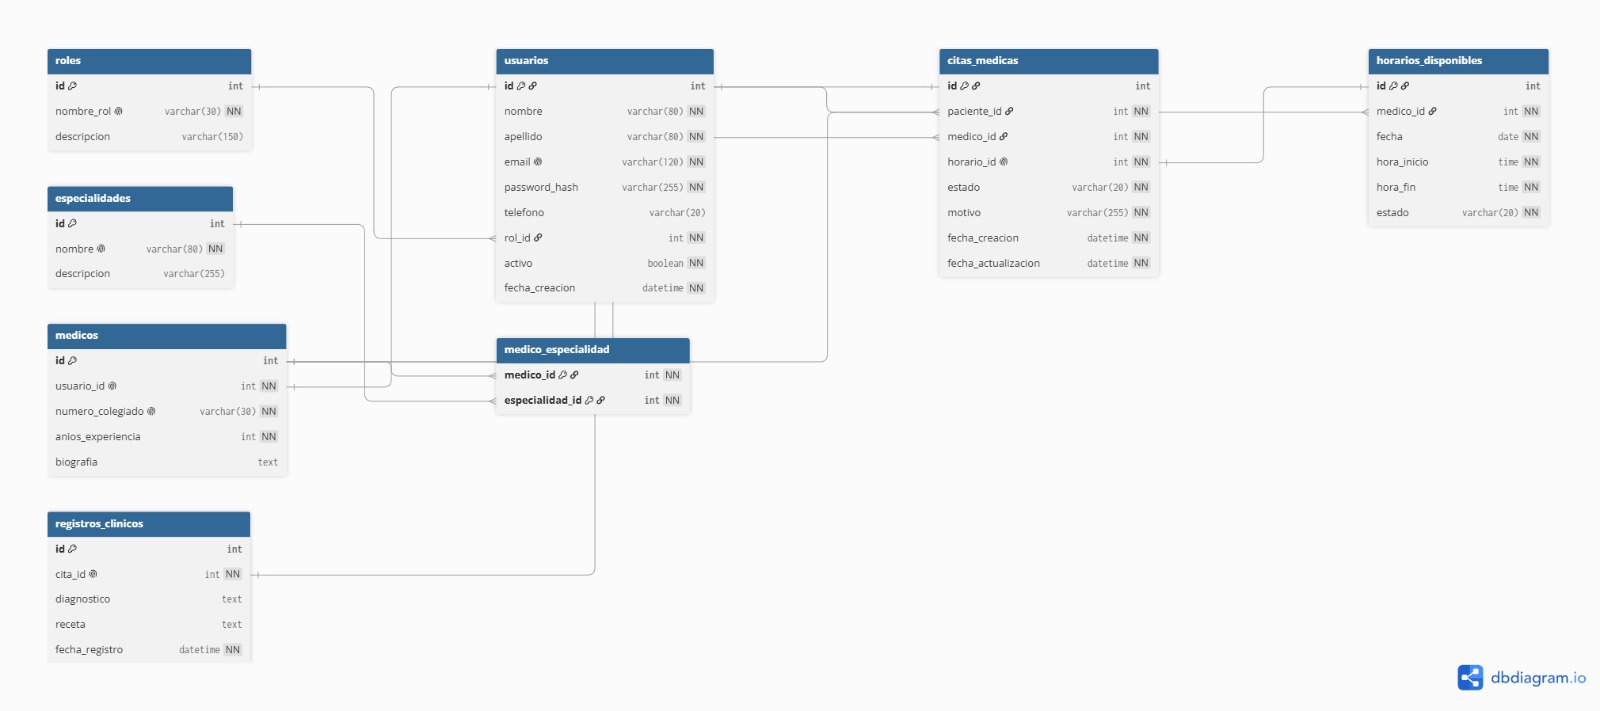 roles
id int
nombre_rol varchar(30) NN
descripcion varchar(150)
especialidades
id int
nombre varchar(80) NN
descripcion varchar(255)
medicos
id int
usuario_id int NN
numero_colegiado varchar(30) NN
anios_experiencia int NN
biografia text
registros_clinicos
id int
cita_id int NN
diagnostico text
receta text
fecha_registro datetime NN
usuarios
id int
nombre varchar(80) NN
apellido varchar(80) NN
email varchar(120) NN
password_hash varchar(255) NN
telefono varchar(20)
rol_id int NN
activo boolean NN
fecha_creacion datetime NN
medico_especialidad
medico_id int NN
especialidad_id int NN
citas_medicas
id int
paciente_id int NN
medico_id int NN
horario_id int NN
estado varchar(20) NN
motivo varchar(255) NN
fecha_creacion datetime NN
fecha_actualizacion datetime NN
horarios_disponibles
id int
medico_id int NN
fecha date NN
hora_inicio time NN
hora_fin time NN
estado varchar(20) NN
dbdiagram.io